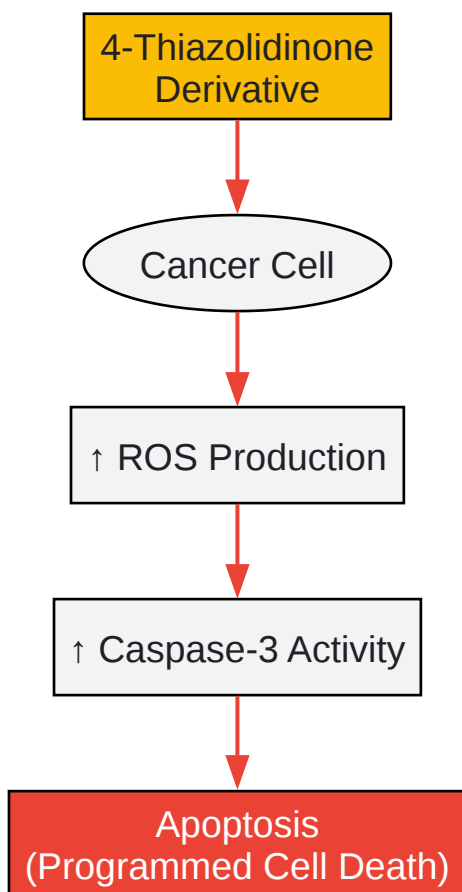 4-Thiazolidinone
Derivative
Cancer Cell
↑ ROS Production
↑ Caspase-3 Activity
Apoptosis
(Programmed Cell Death)